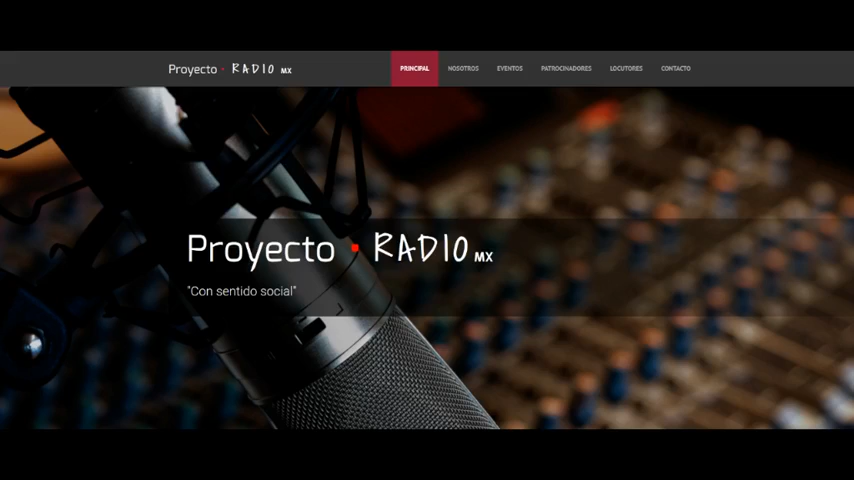 Proyecto · RADIO MX
PRINCIPAL NOSOTROS EVENTOS PATROCINADORES LOCUTORES CONTACTO
Proyecto · RADIO MX
"Con sentido social"